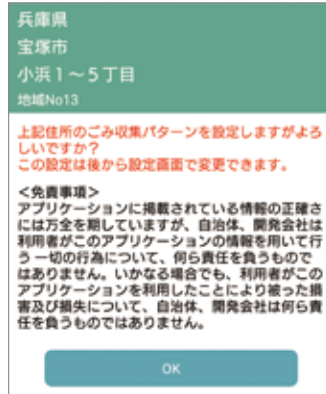 兵庫県
宝塚市
小浜1～5丁目
地域No13
上記住所のごみ収集パターンを設定しますがよろ
しいですか？
この設定は後から設定画面で変更できます。
＜免責事項＞
アプリケーションに掲載されている情報の正確さ
には万全を期していますが、自治体、開発会社は
利用者がこのアプリケーションの情報を用いて行
う一切の行為について、何ら責任を負うもので
はありません。いかなる場合でも、利用者がこの
アプリケーションを利用したことにより被った損
害及び損失について、自治体、開発会社は何ら責
任を負うものではありません。
OK